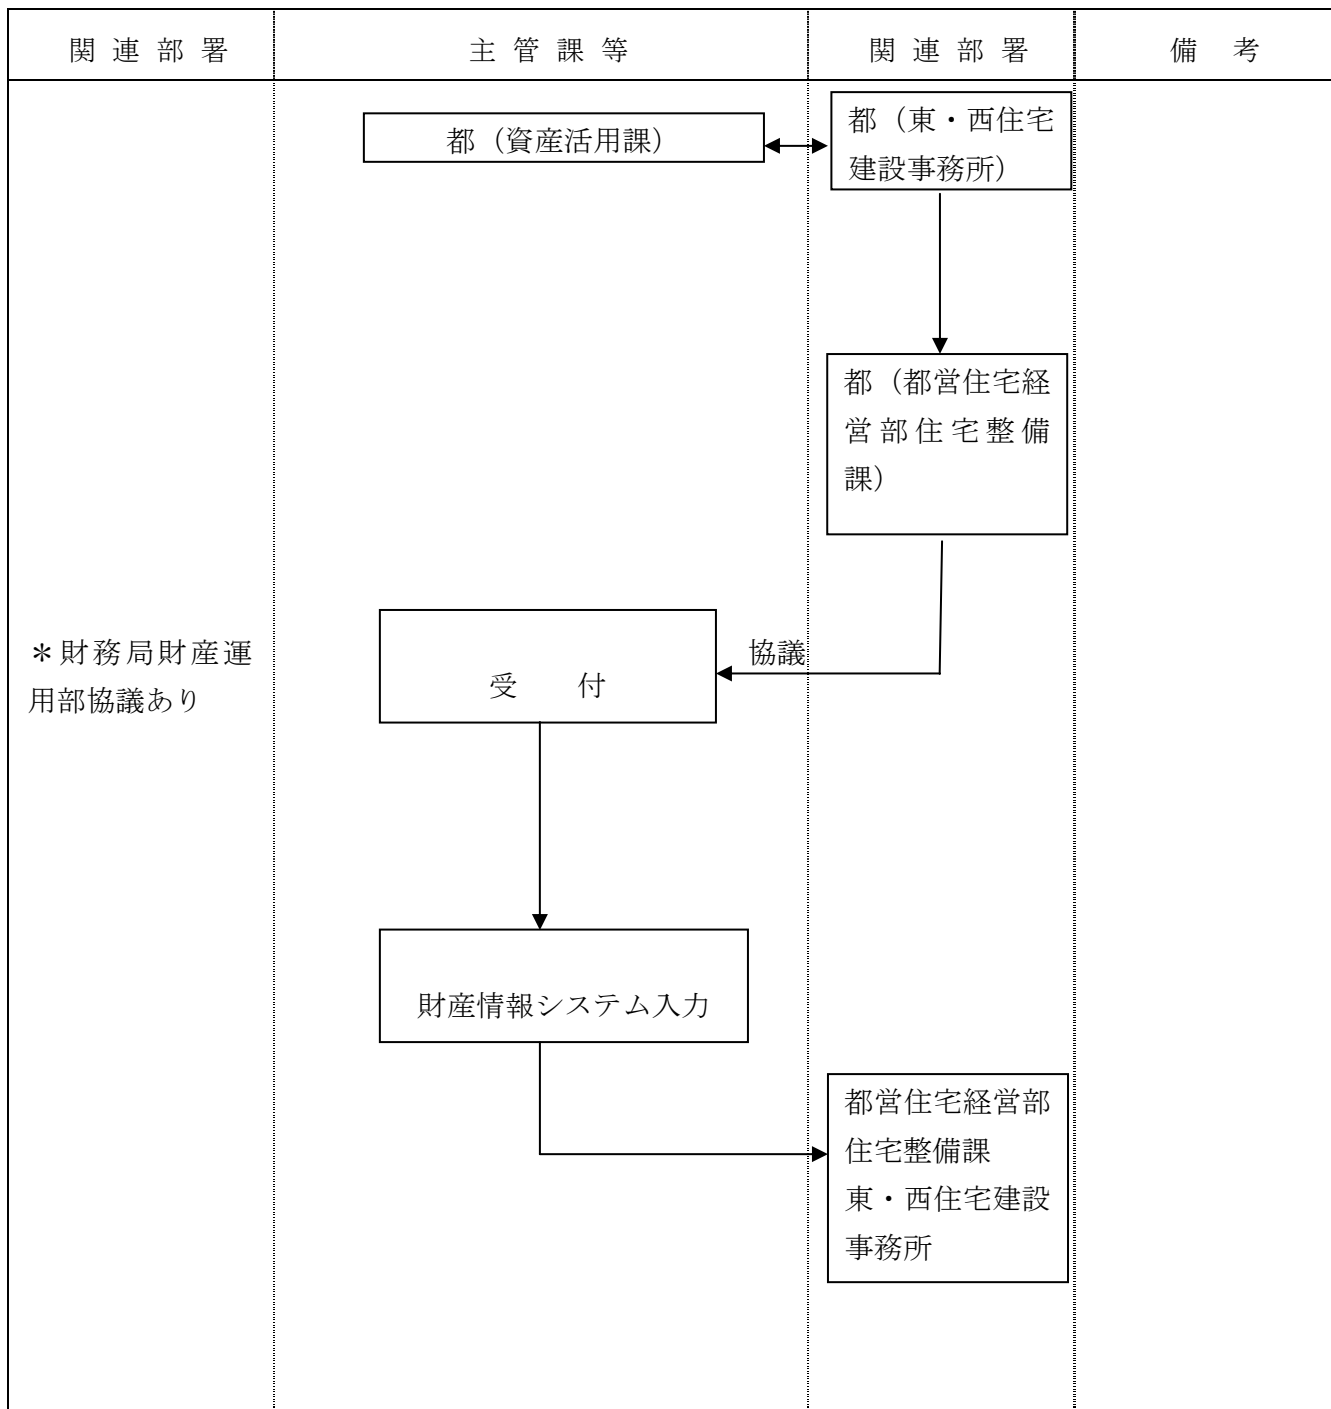 関連部署
主管課等
関連部署
備考
都（資産活用課）
都（東・西住宅
建設事務所）
都（都営住宅経
営部住宅整備
課）
＊財務局財産運
用部協議あり
協議
受　　付
財産情報システム入力
都営住宅経営部
住宅整備課
東・西住宅建設
事務所